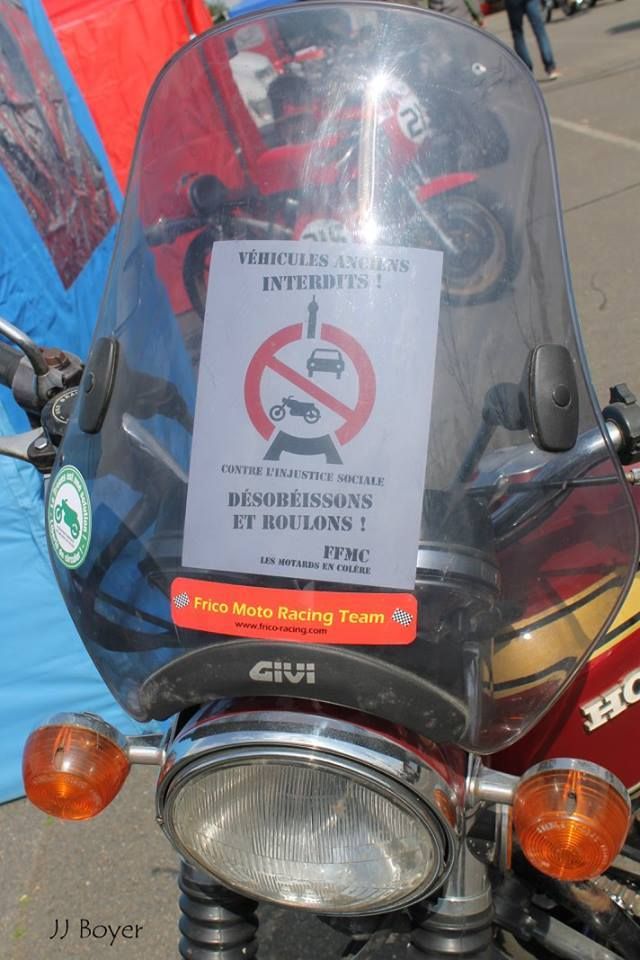 VÉHICULES ANCIENS
INTERDITS !
CONTRE L'INJUSTICE SOCIALE
DÉSOBÉISSONS
ET ROULONS !
FFMC
LES MOTARDS EN COLÈRE
Frico Moto Racing Team
www.frico-racing.com
GIVI
HO
JJ Boyer